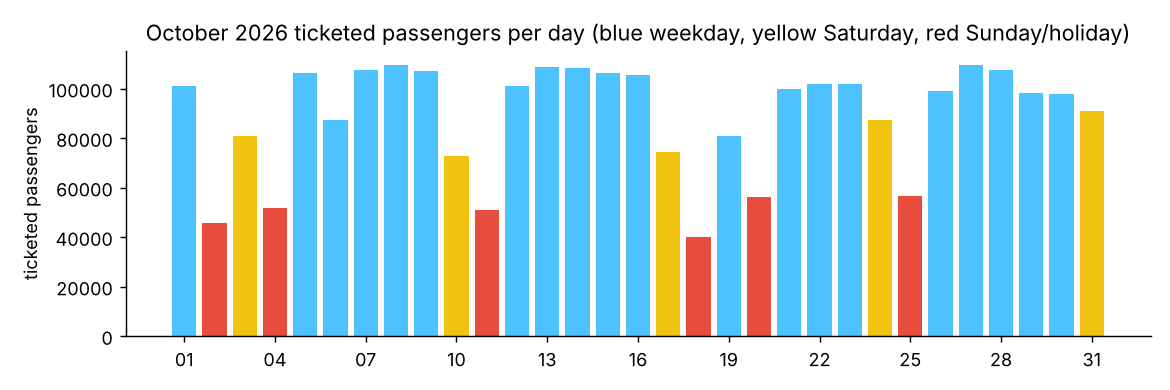 October 2026 ticketed passengers per day (blue weekday, yellow Saturday, red Sunday/holiday)
ticketed passengers
100000
80000
60000
40000
20000
0
01 04 07 10 13 16 19 22 25 28 31